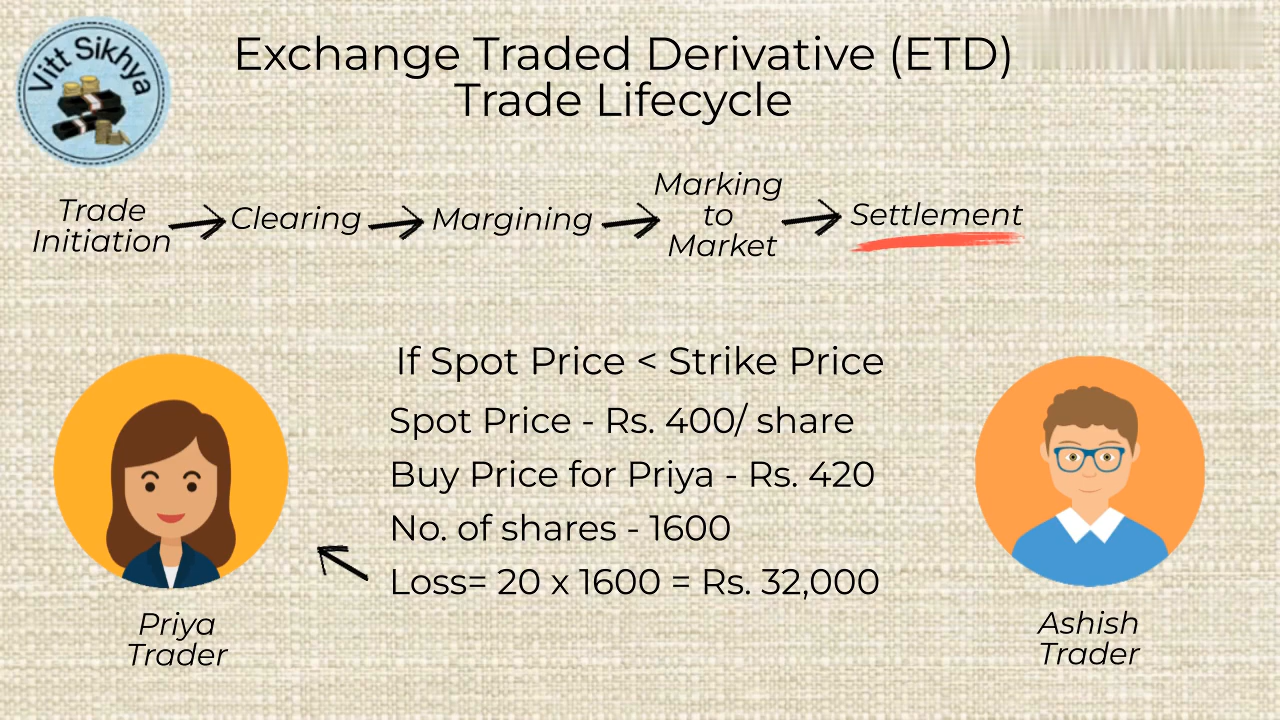 Vitt Sikhya
Exchange Traded Derivative (ETD)
Trade Lifecycle
Trade
Initiation
Clearing
Margining
Marking
to
Market
Settlement
If Spot Price < Strike Price
Spot Price - Rs. 400/ share
Buy Price for Priya - Rs. 420
No. of shares - 1600
Loss= 20 x 1600 = Rs. 32,000
Priya
Trader
Ashish
Trader